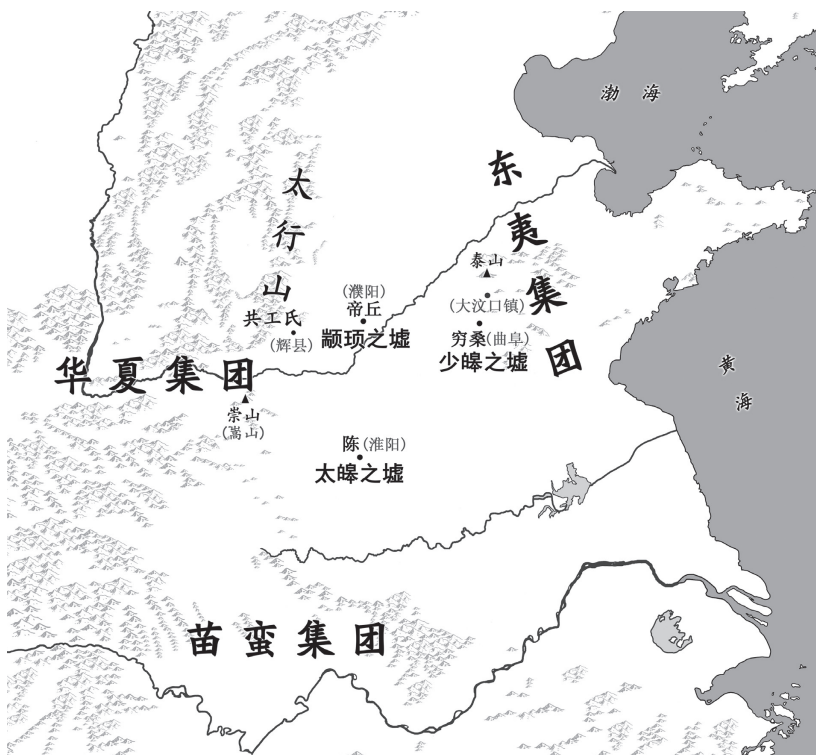 渤海
东夷集团
太行山
泰山
(大汶口镇)
穷桑(曲阜)
少皞之墟
(濮阳)
帝丘
颛顼之墟
共工氏
(辉县)
华夏集团
崇山
(嵩山)
陈(淮阳)
太皞之墟
黄海
苗蛮集团